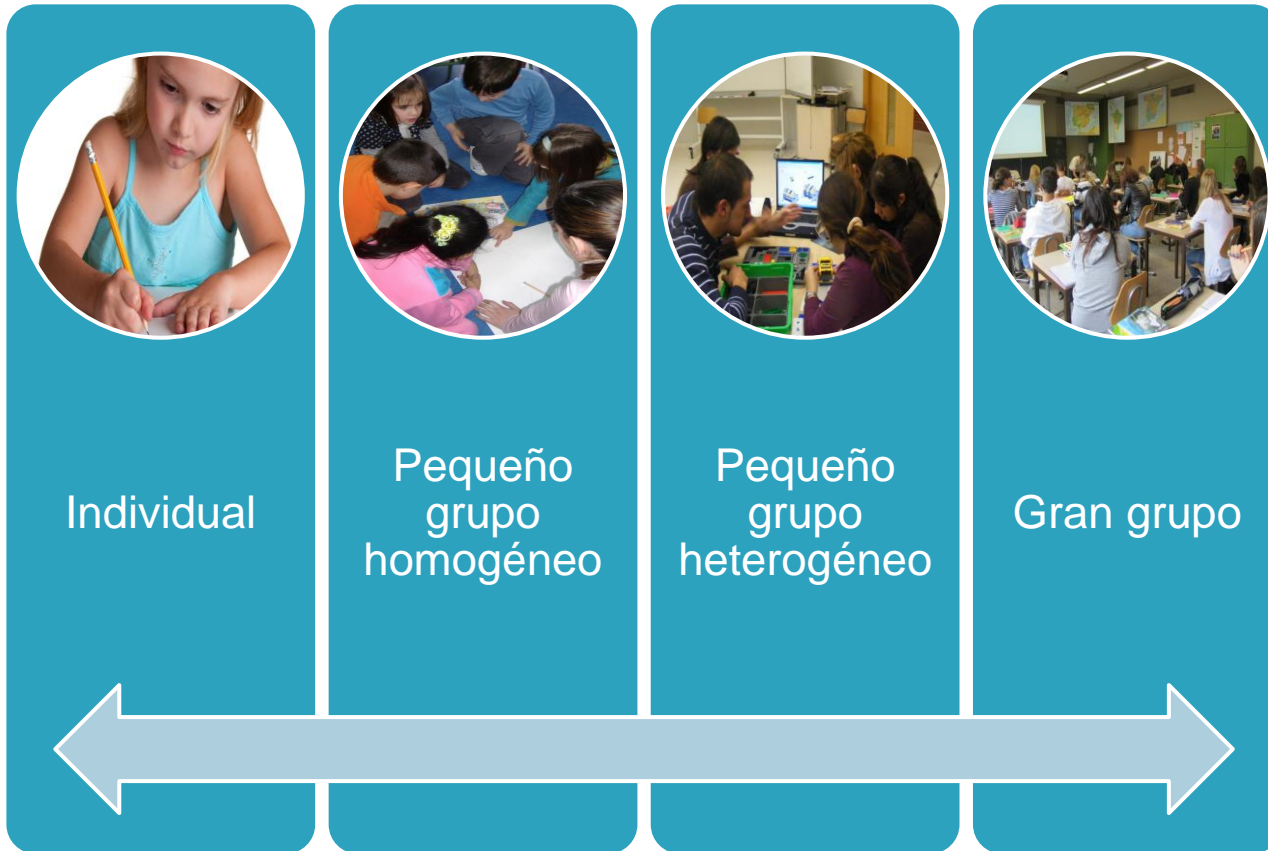 Individual
Pequeño
grupo
homogéneo
Pequeño
grupo
heterogéneo
Gran grupo